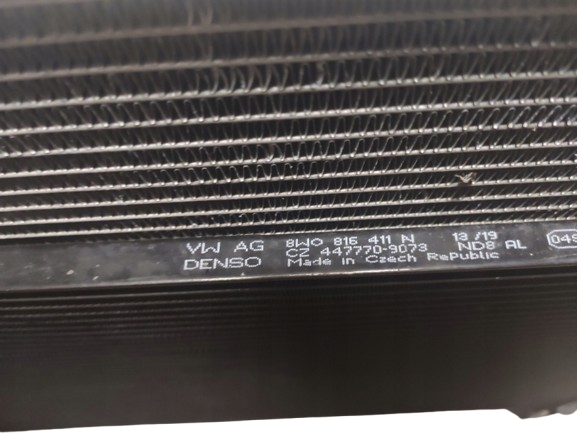 VW AG 8W0 816 411 N 13/19
DENSO CZ 447770-9073 ND8 AL
Made in Czech Republic